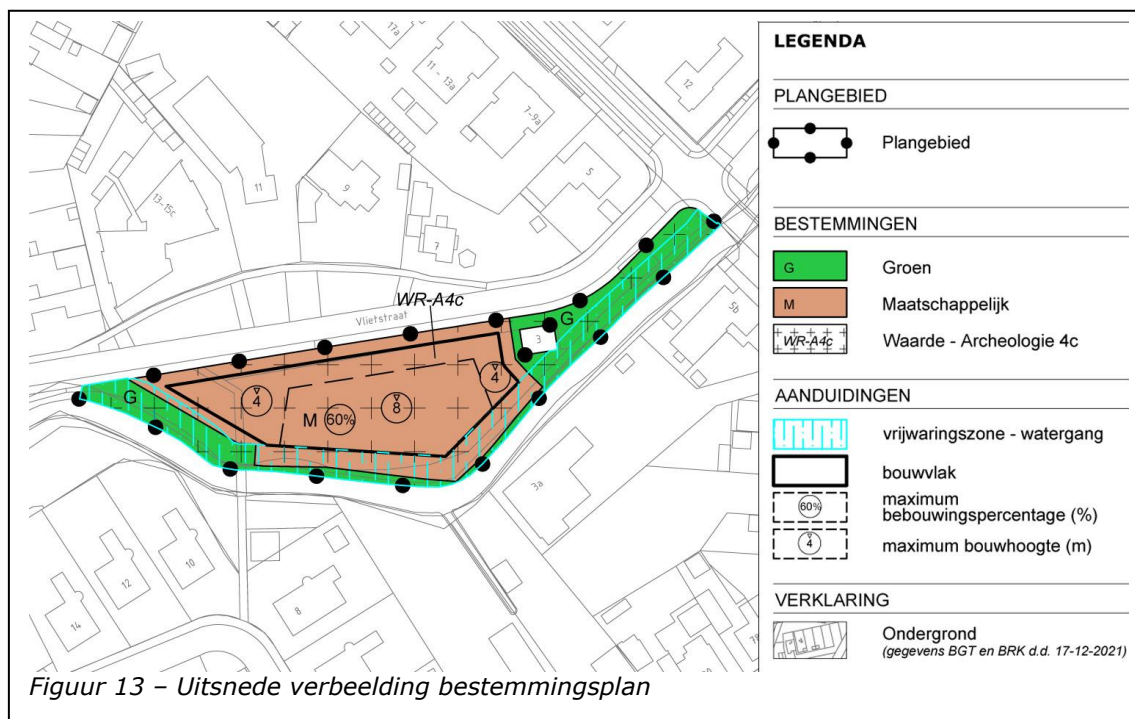 17a
11 - 13a
7-9a
12
5
11
9
13-15c
7
WR-A4c
Vlietstraat
G
3
5b
4
G
4
M
60%
8
3a
10
12
8
14
LEGENDA
PLANGEBIED
Plangebied
BESTEMMINGEN
G Groen
M Maatschappelijk
WR-A4c Waarde - Archeologie 4c
AANDUIDINGEN
vrijwaringszone - watergang
bouwvlak
60% maximum
bebouwingspercentage (%)
4 maximum bouwhoogte (m)
VERKLARING
Ondergrond
(gegevens BGT en BRK d.d. 17-12-2021)
Figuur 13 – Uitsnede verbeelding bestemmingsplan